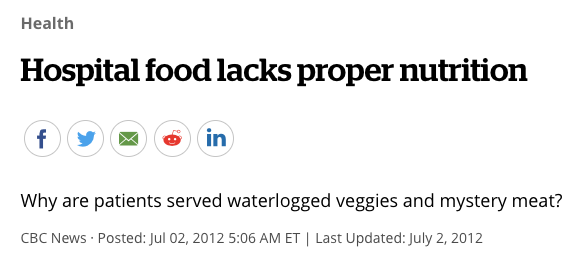 Health
Hospital food lacks proper nutrition
f in
Why are patients served waterlogged veggies and mystery meat?
CBC News · Posted: Jul 02, 2012 5:06 AM ET | Last Updated: July 2, 2012